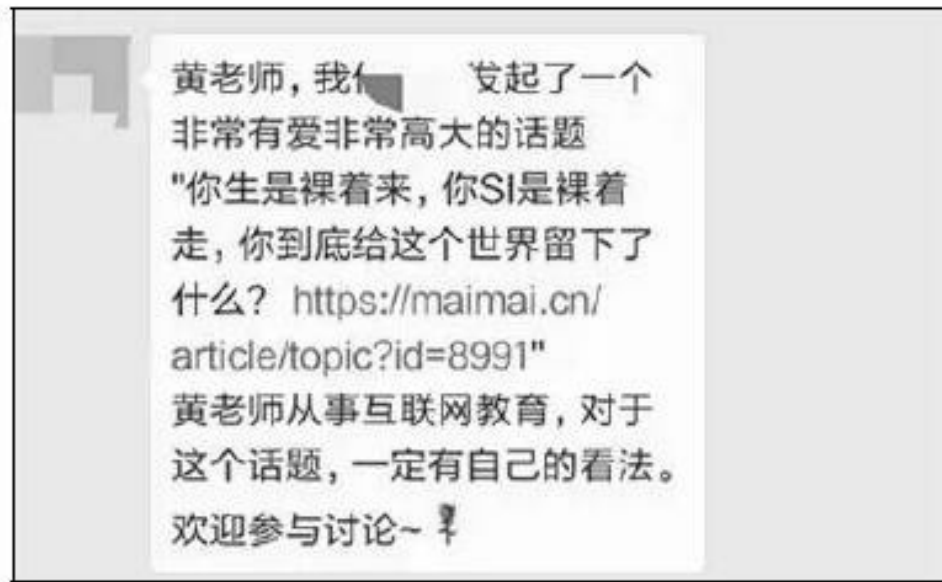 黄老师，我 发起了一个
非常有爱非常高大的话题
"你生是裸着来，你SI是裸着
走，你到底给这个世界留下了
什么？ https://maimai.cn/
article/topic?id=8991"
黄老师从事互联网教育，对于
这个话题，一定有自己的看法。
欢迎参与讨论~